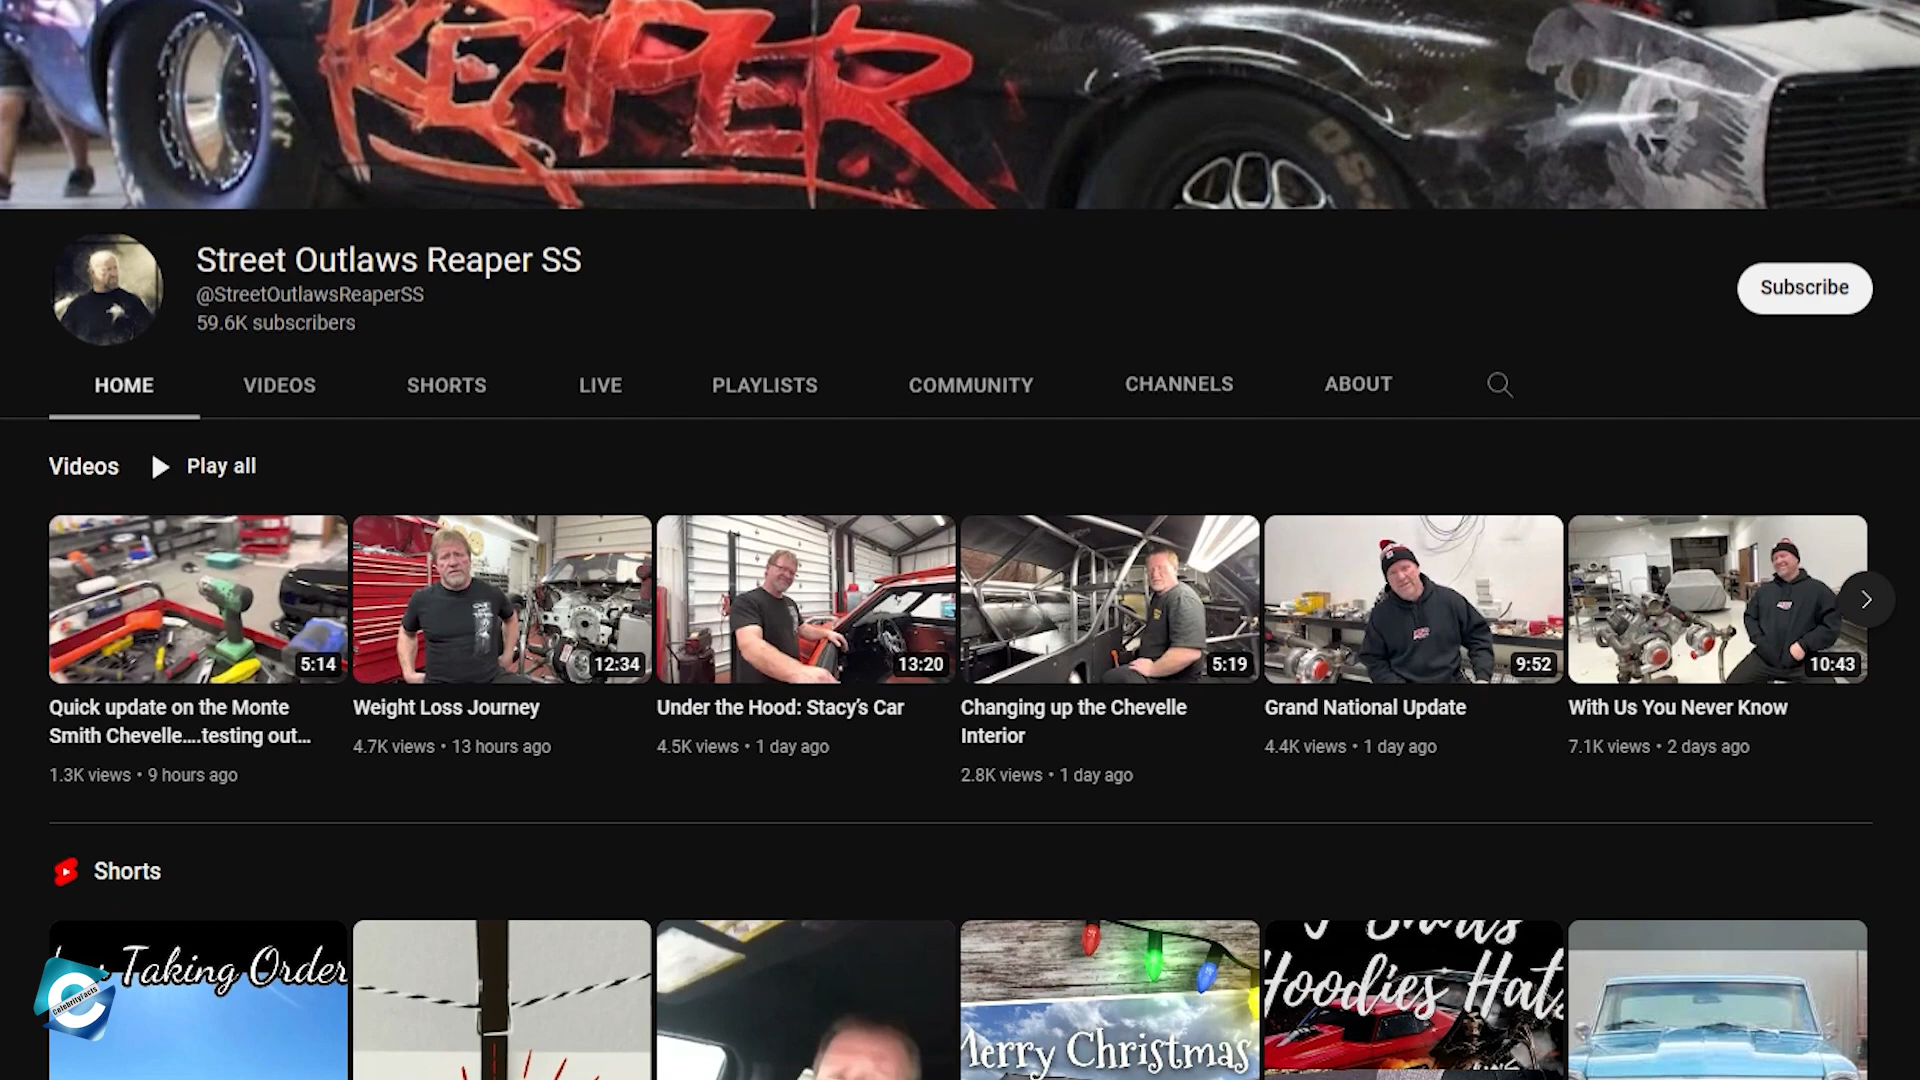 REAPER
Street Outlaws Reaper SS
@StreetOutlawsReaperSS
59.6K subscribers
Subscribe
HOME VIDEOS SHORTS LIVE PLAYLISTS COMMUNITY CHANNELS ABOUT
Videos Play all
5:14 12:34 13:20 5:19 9:52 10:43
Quick update on the Monte
Smith Chevelle....testing out...
1.3K views • 9 hours ago
Weight Loss Journey
4.7K views • 13 hours ago
Under the Hood: Stacy's Car
4.5K views • 1 day ago
Changing up the Chevelle
Interior
2.8K views • 1 day ago
Grand National Update
4.4K views • 1 day ago
With Us You Never Know
7.1K views • 2 days ago
Shorts
Taking Order
Merry Christmas
Hoodies Hat
CelebrityFacts